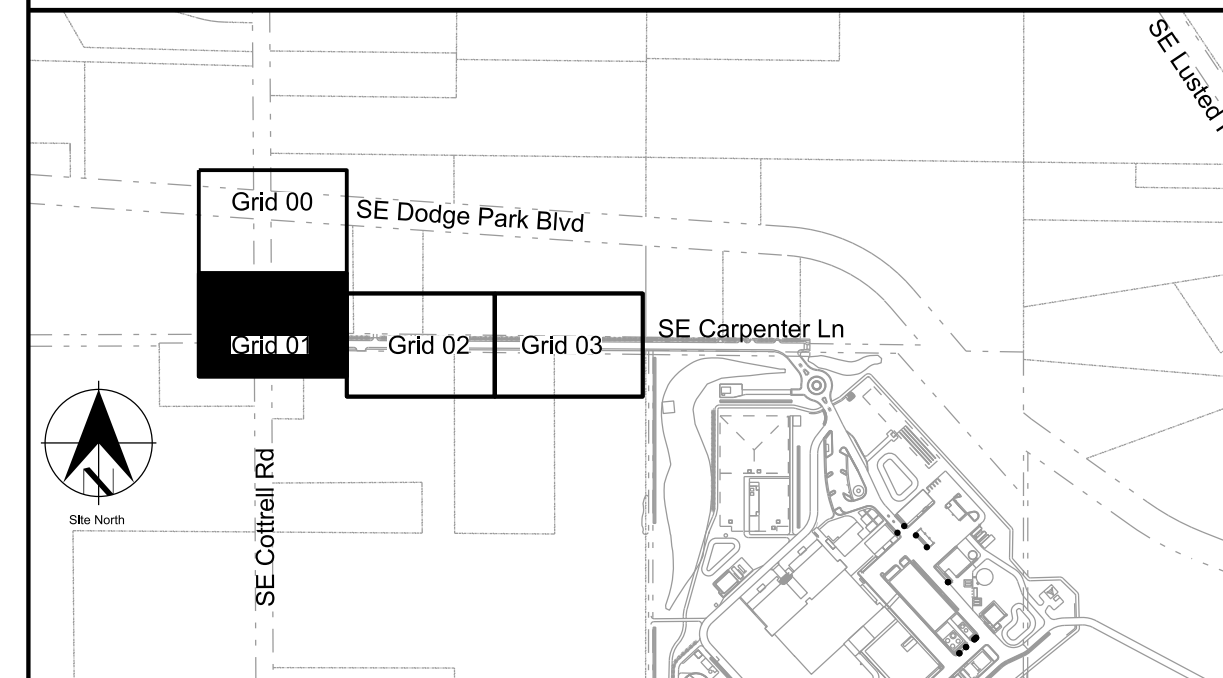 SE Lusted
Grid 00
SE Dodge Park Blvd
Grid 01
Grid 02
Grid 03
SE Carpenter Ln
N
Site North
SE Cottrell Rd